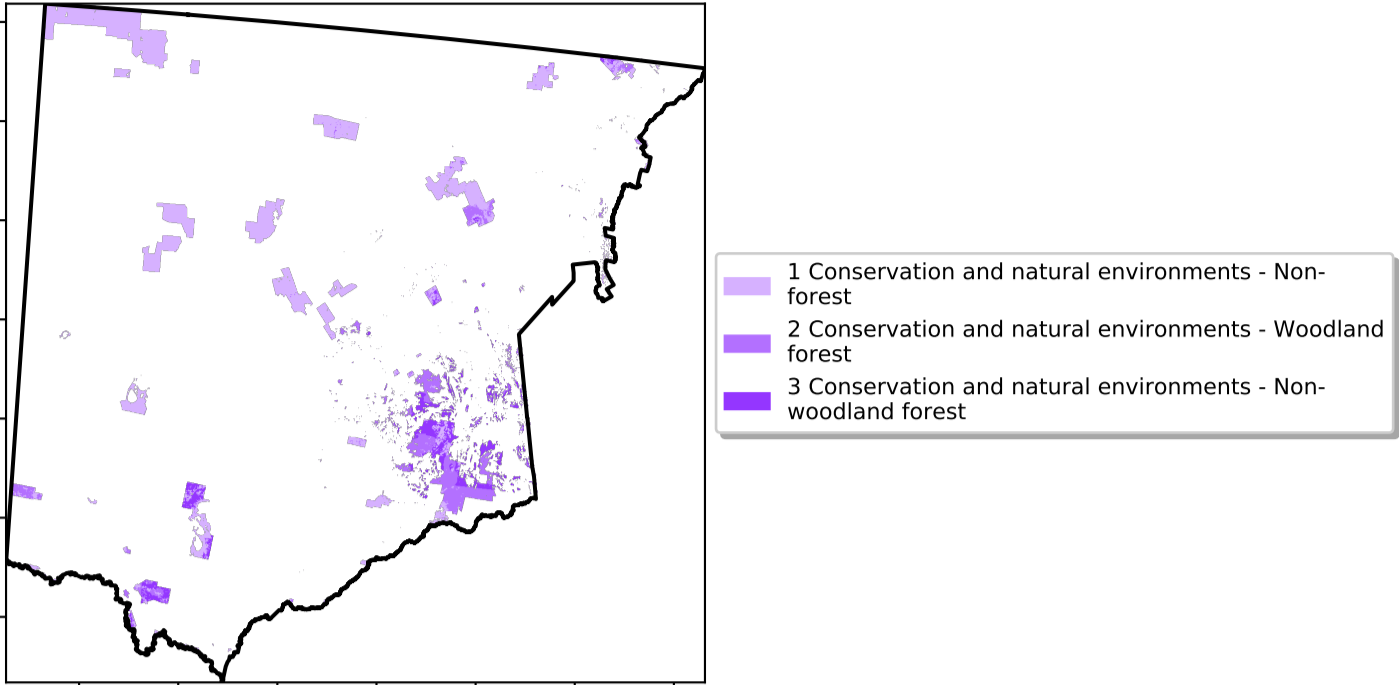 1 Conservation and natural environments - Non-
forest
2 Conservation and natural environments - Woodland
forest
3 Conservation and natural environments - Non-
woodland forest